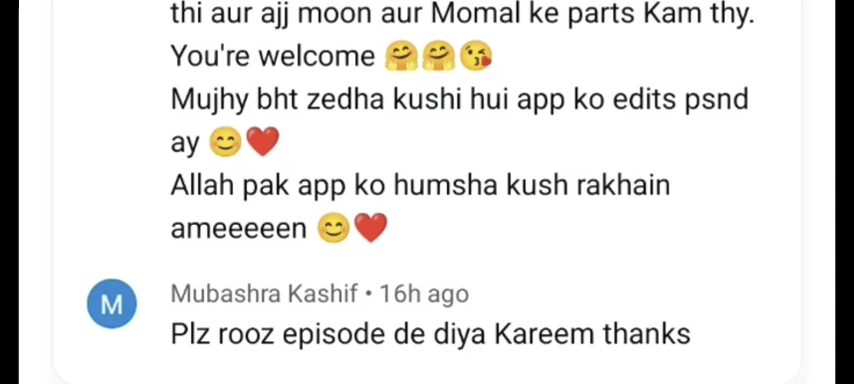 thi aur ajj moon aur Momal ke parts Kam thy.
You're welcome 🤗🤗😘
Mujhy bht zedha kushi hui app ko edits psnd
ay 😊❤️
Allah pak app ko humsha kush rakhain
ameeeeen 😊❤️
M
Mubashra Kashif • 16h ago
Plz rooz episode de diya Kareem thanks